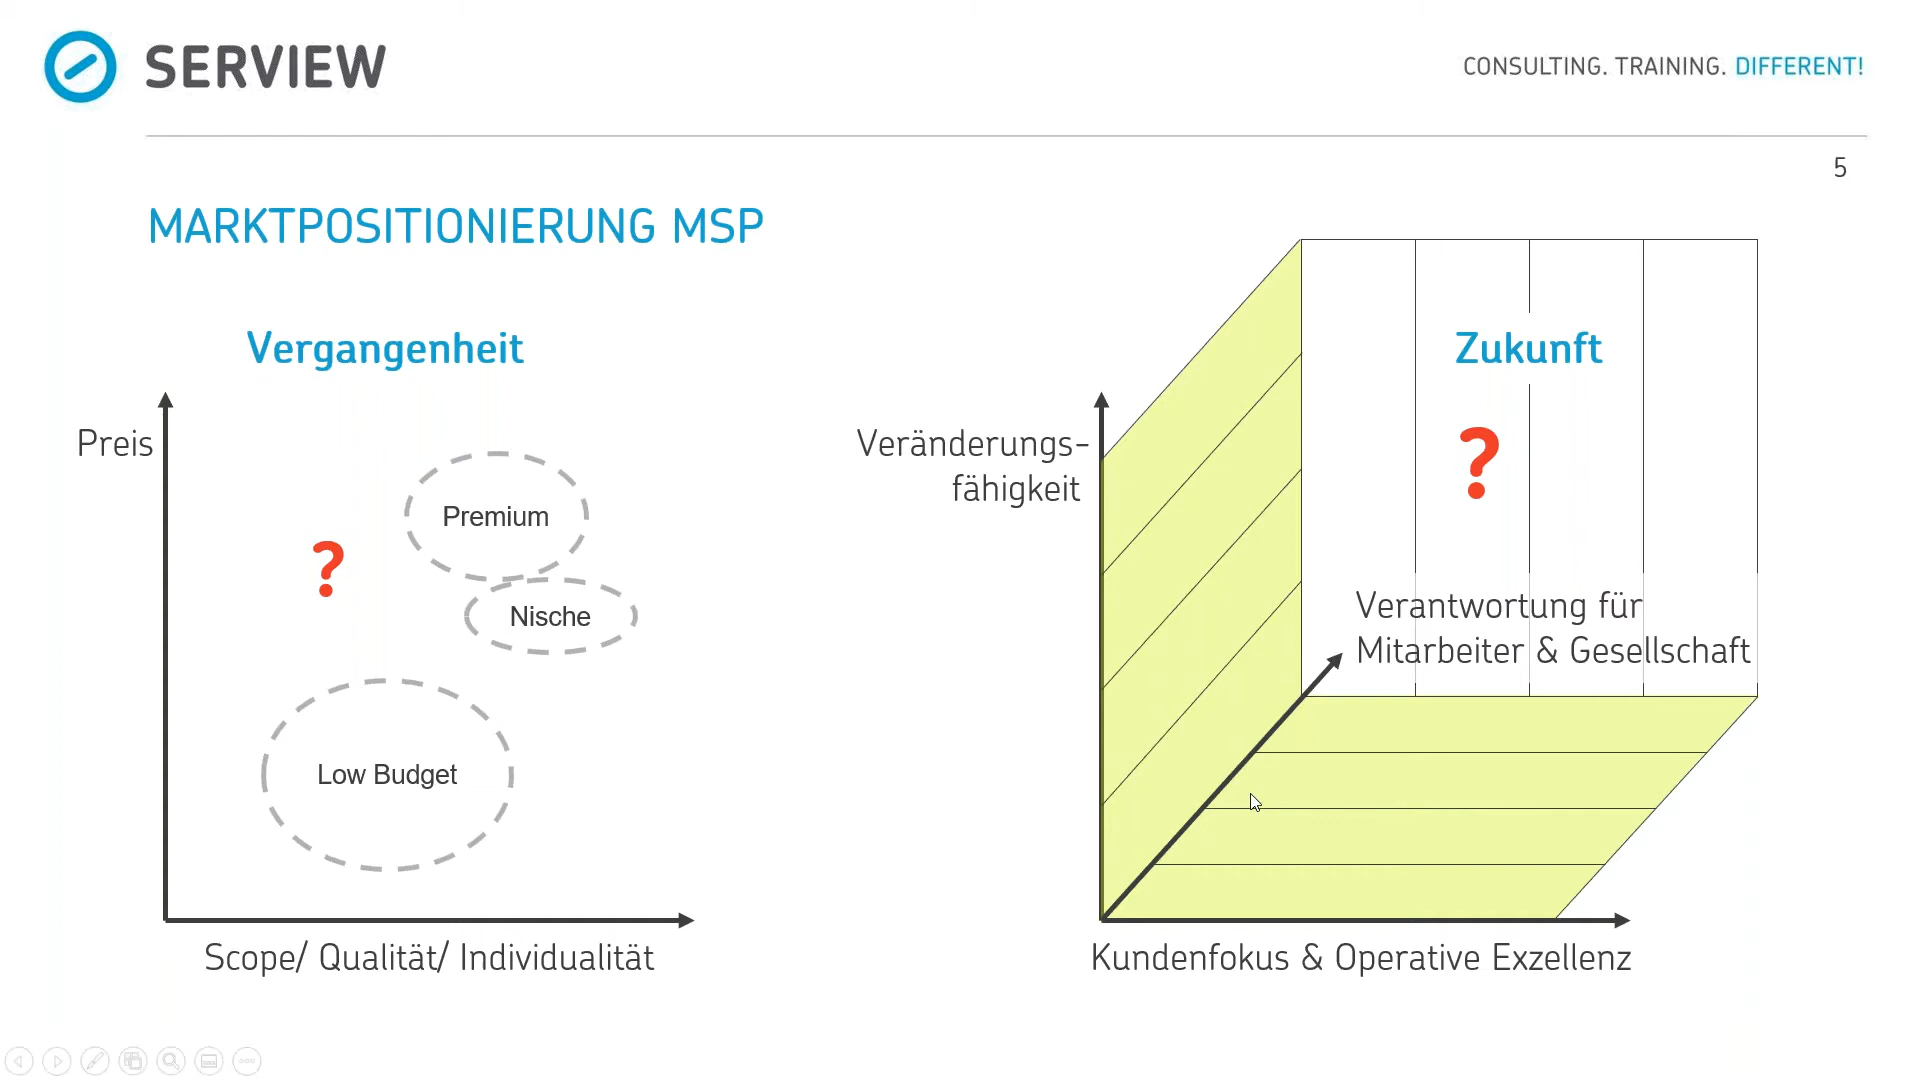 SERVIEW
CONSULTING. TRAINING. DIFFERENT!
5
MARKTPOSITIONIERUNG MSP
Vergangenheit
Preis
Premium
?
Nische
Low Budget
Scope/ Qualität/ Individualität
Zukunft
Veränderungs-
fähigkeit
?
Verantwortung für
Mitarbeiter & Gesellschaft
Kundenfokus & Operative Exzellenz